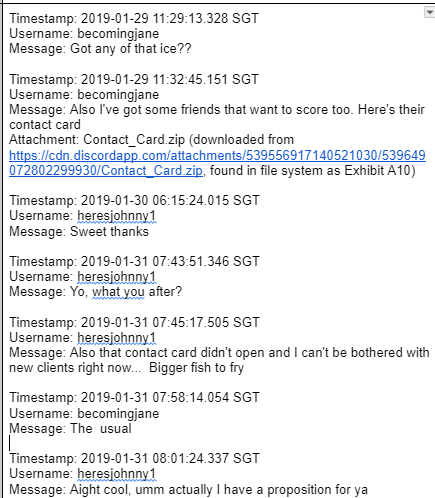 Timestamp: 2019-01-29 11:29:13.328 SGT
Username: becomingjane
Message: Got any of that ice??
Timestamp: 2019-01-29 11:32:45.151 SGT
Username: becomingjane
Message: Also I've got some friends that want to score too. Here's their
contact card
Attachment: Contact_Card.zip (downloaded from
https://cdn.discordapp.com/attachments/539556917140521030/539649
072802299930/Contact_Card.zip, found in file system as Exhibit A10)
Timestamp: 2019-01-30 06:15:24.015 SGT
Username: heresjohnny1
Message: Sweet thanks
Timestamp: 2019-01-31 07:43:51.346 SGT
Username: heresjohnny1
Message: Yo, what you after?
Timestamp: 2019-01-31 07:45:17.505 SGT
Username: heresjohnny1
Message: Also that contact card didn't open and I can't be bothered with
new clients right now...  Bigger fish to fry
Timestamp: 2019-01-31 07:58:14.054 SGT
Username: becomingjane
Message: The  usual
Timestamp: 2019-01-31 08:01:24.337 SGT
Username: heresjohnny1
Message: Aight cool, umm actually I have a proposition for ya